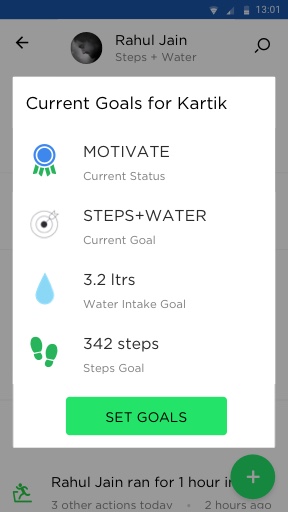 13:01
Rahul Jain
Steps + Water
Current Goals for Kartik
MOTIVATE
Current Status
STEPS+WATER
Current Goal
3.2 ltrs
Water Intake Goal
342 steps
Steps Goal
SET GOALS
Rahul Jain ran for 1 hour
3 other actions today • 2 hours ago